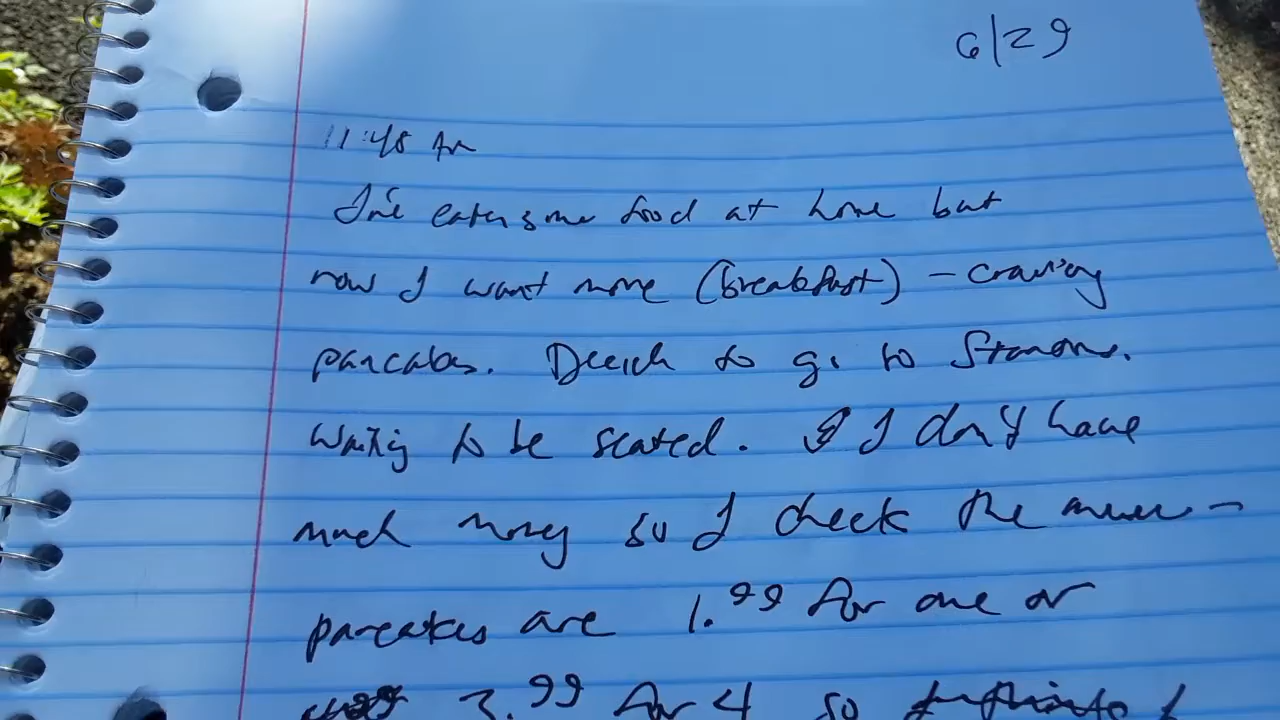 6/29
11:48 Am
I've eaten some food at home but
now I want more (breakfast) – craving
pancakes. Decide to go to
Waiting to be seated. I don't have
much money so I check the menu –
pancakes are 1.99 for one or
3.99 for 4 so